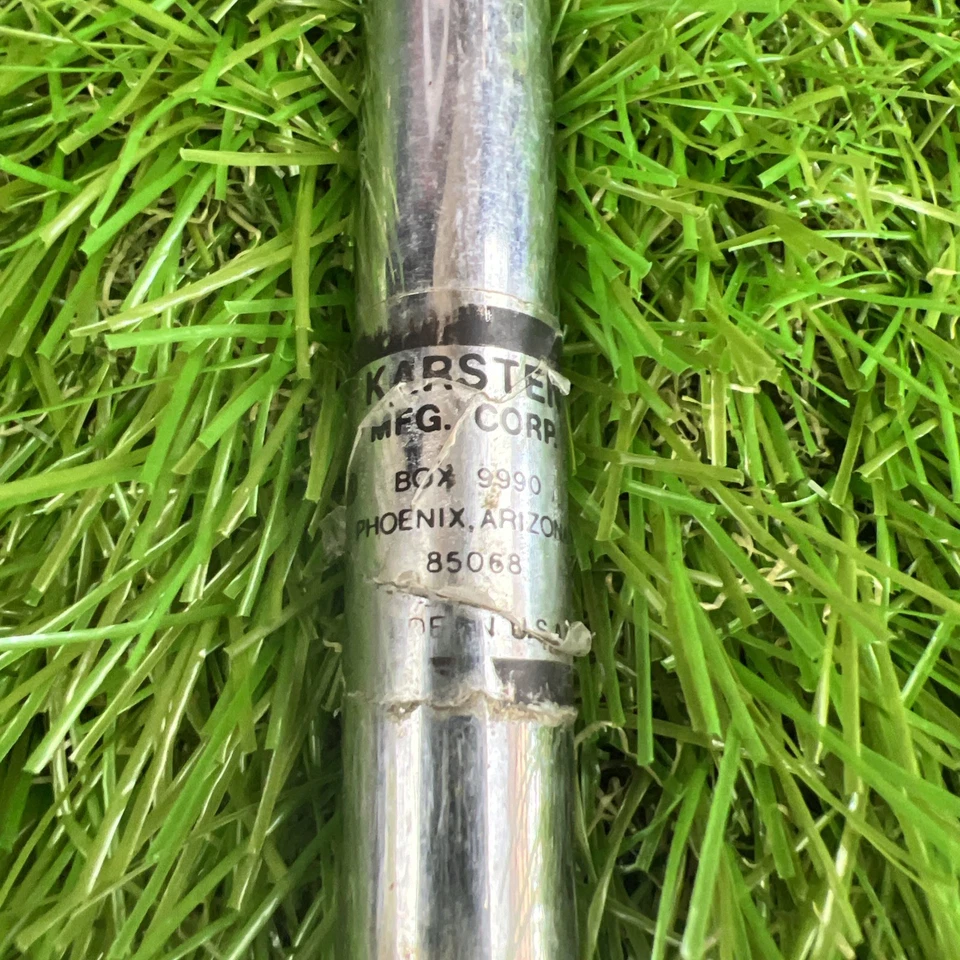 KARSTEN
MFG. CORP.
BOX 9990
PHOENIX, ARIZONA
85068
U.S.A